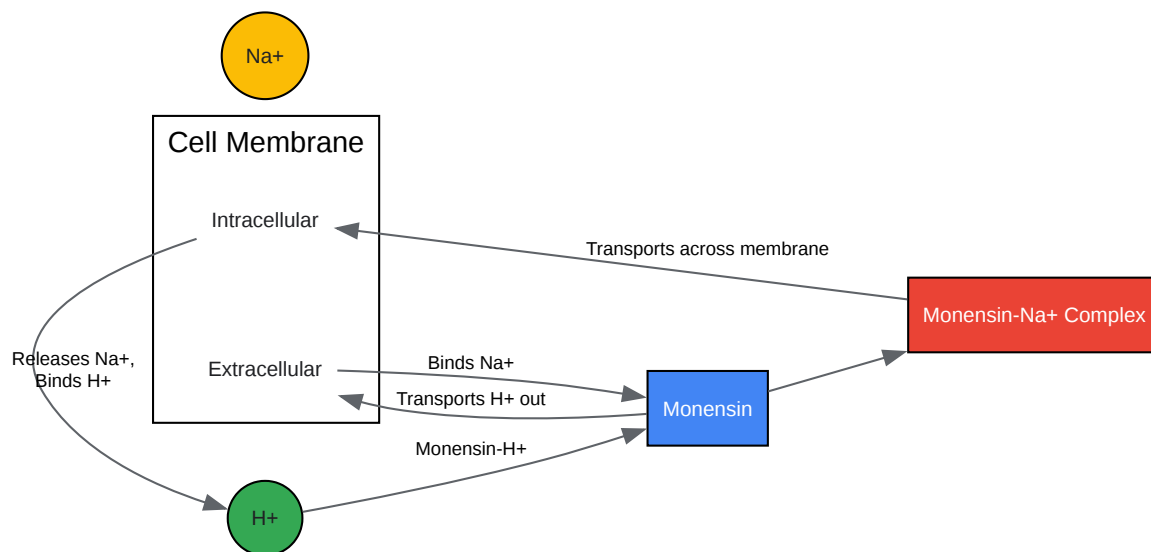 Na+
Cell Membrane
Intracellular
Transports across membrane
Monensin-Na+ Complex
Releases Na+,
Binds H+
Extracellular
Binds Na+
Transports H+ out
Monensin
Monensin-H+
H+